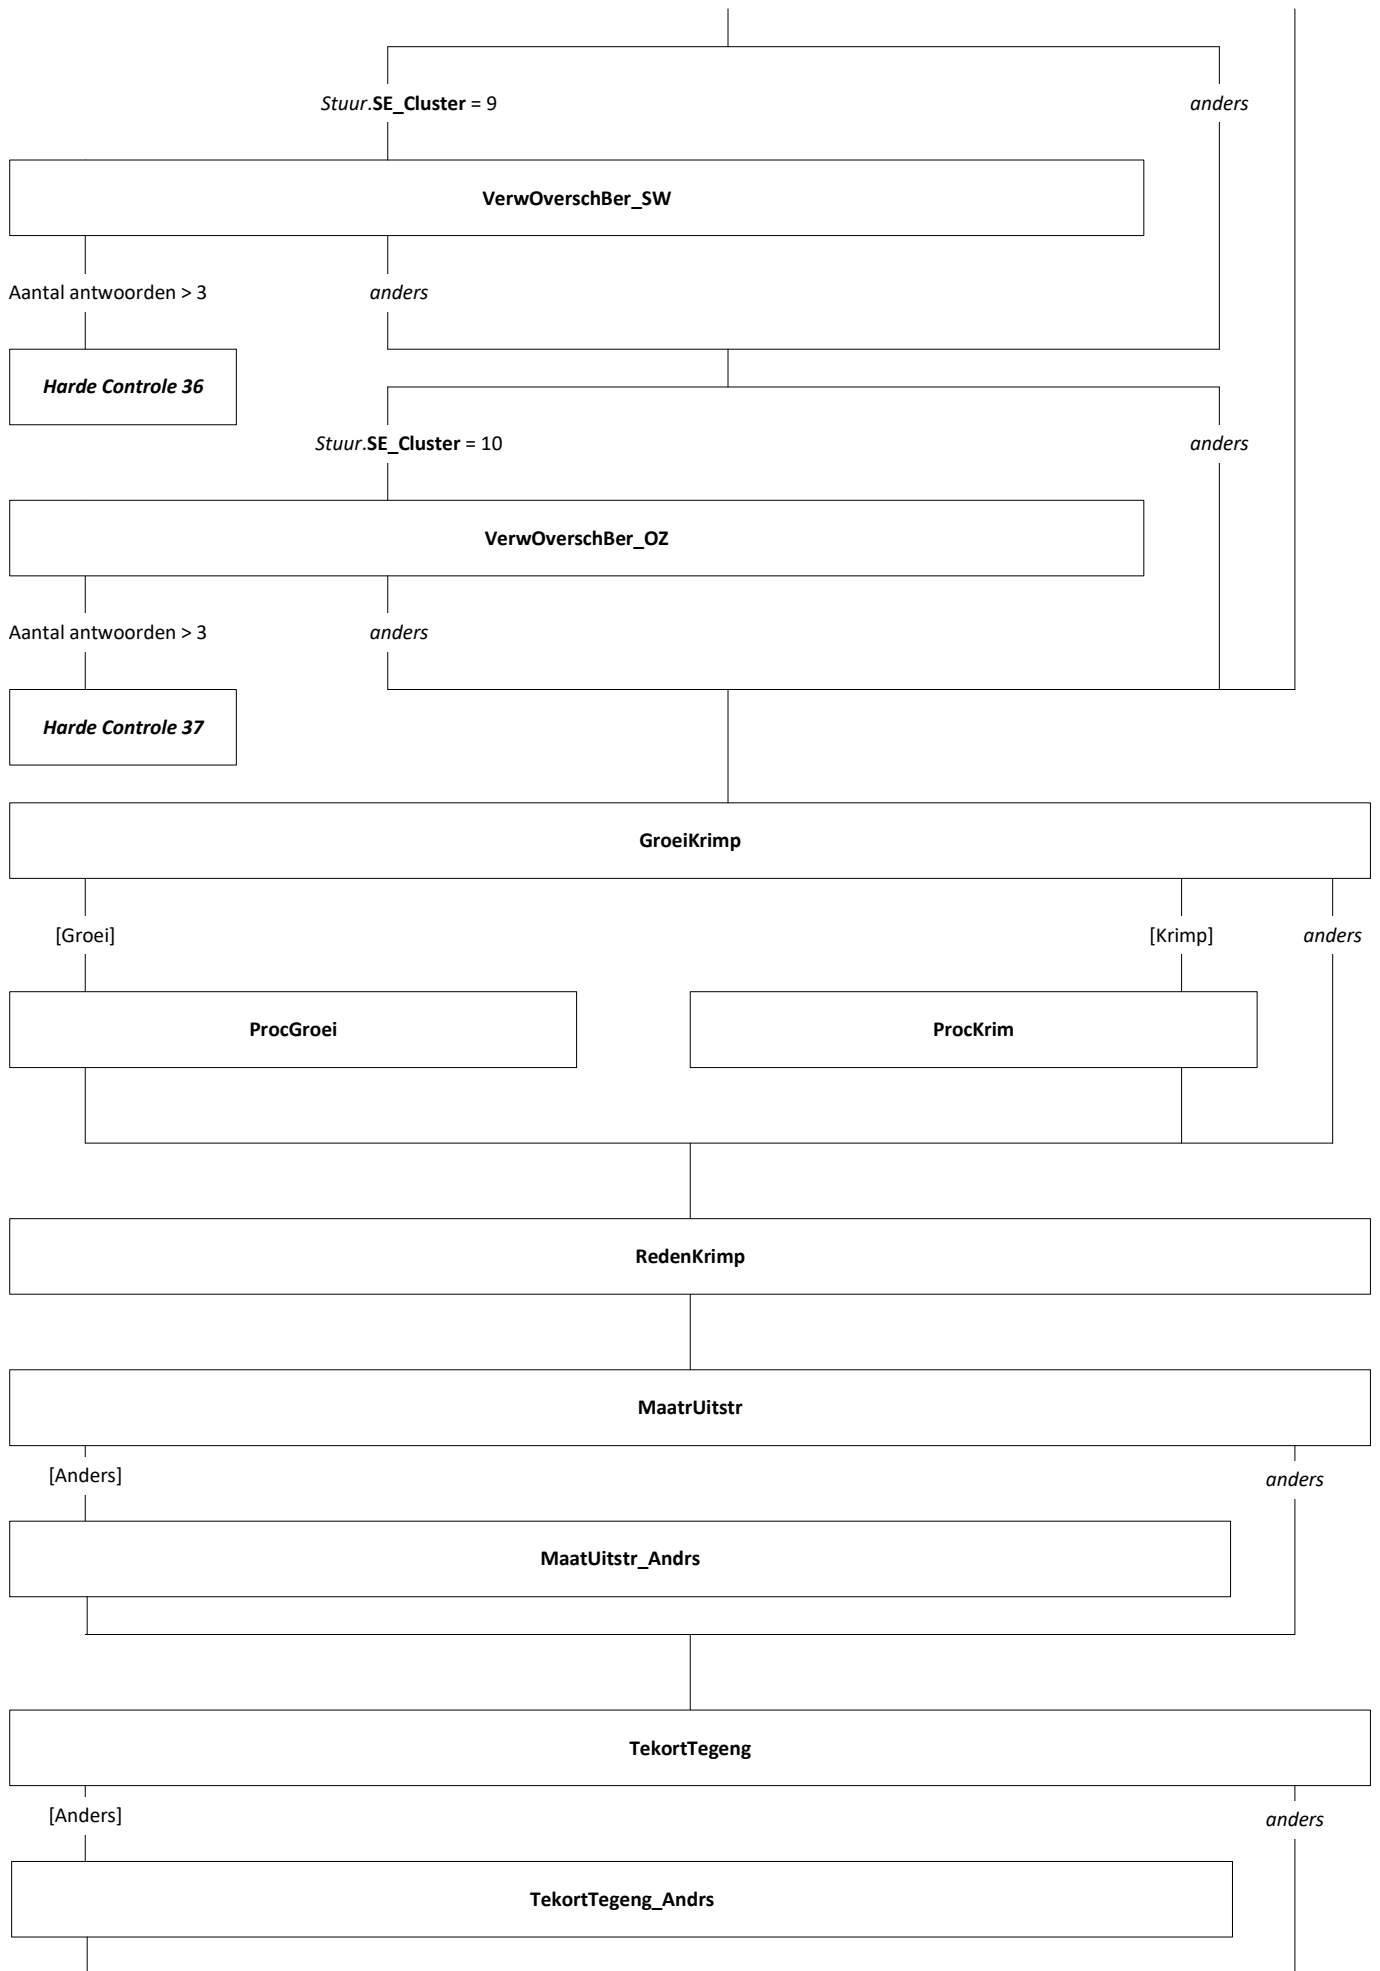 Stuur.SE_Cluster = 9 anders
VerwOverschBer_SW
Aantal antwoorden > 3 anders
Harde Controle 36
Stuur.SE_Cluster = 10 anders
VerwOverschBer_OZ
Aantal antwoorden > 3 anders
Harde Controle 37
GroeiKrimp
[Groei] [Krimp] anders
ProcGroei ProcKrim
RedenKrimp
MaatrUitstr
[Anders] anders
MaatUitstr_Andrs
TekortTegeng
[Anders] anders
TekortTegeng_Andrs